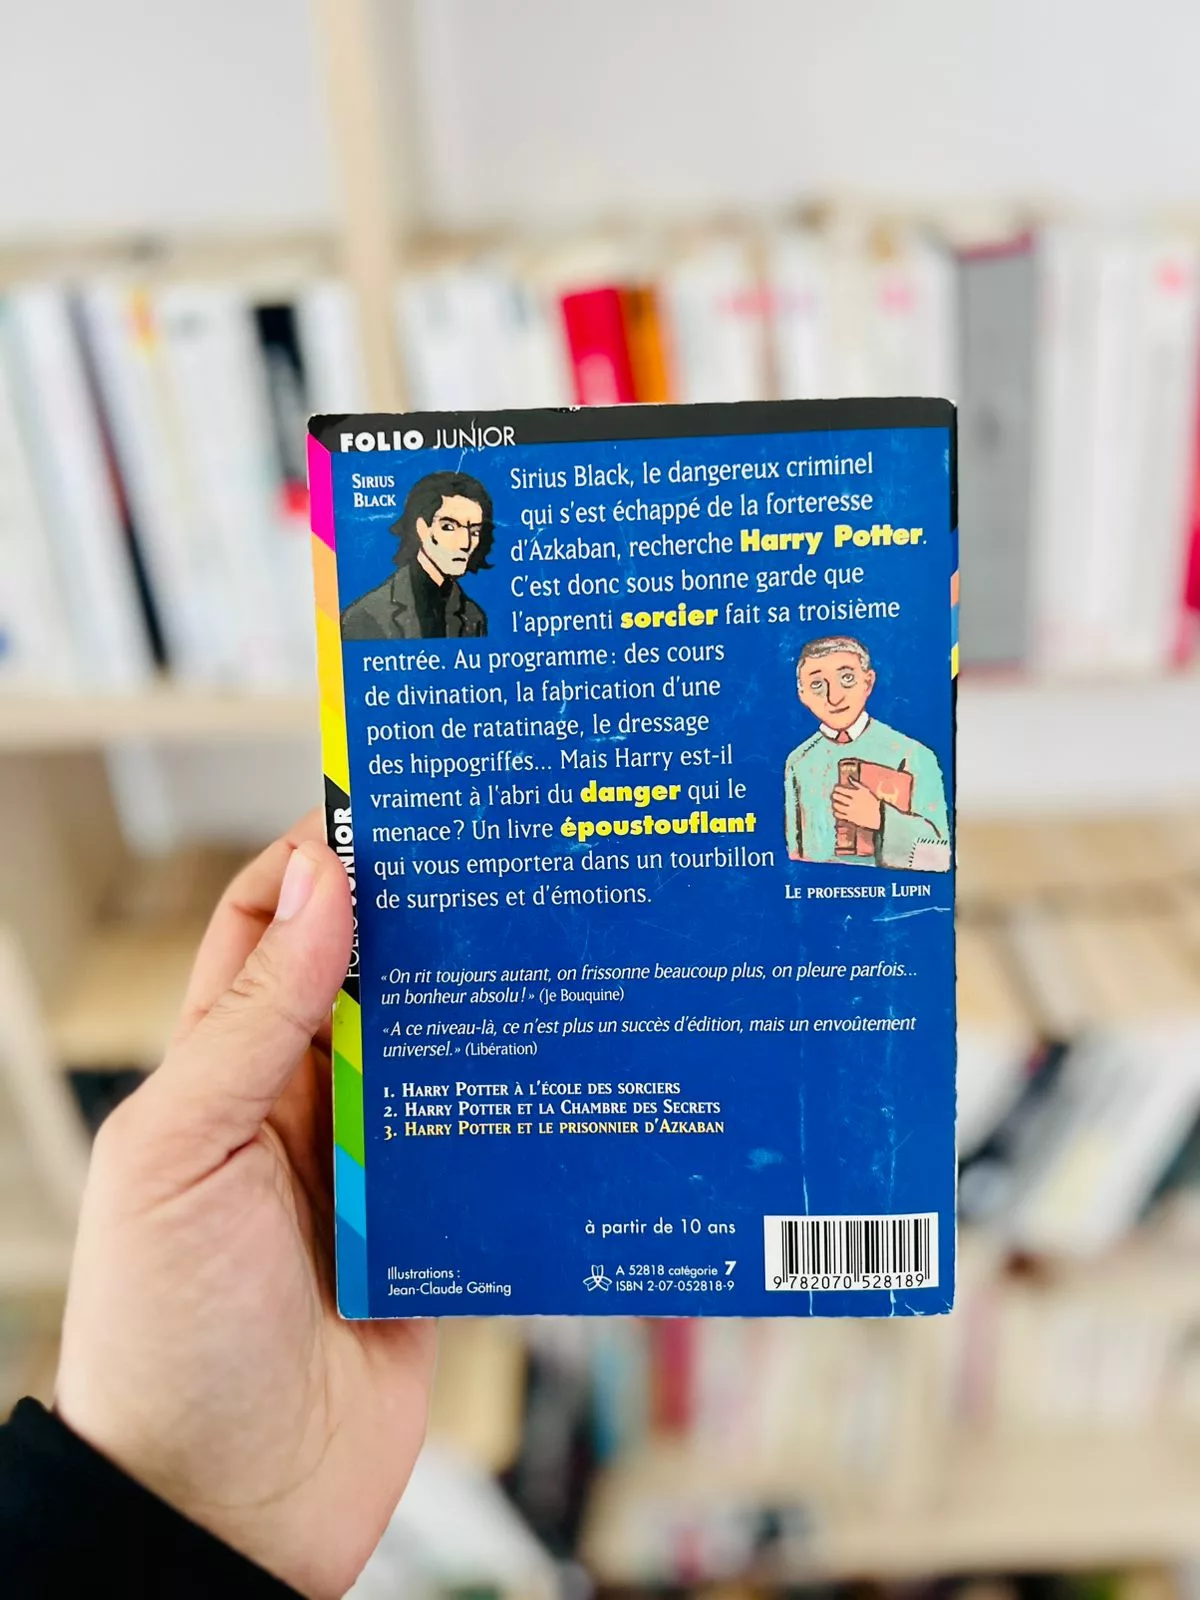 FOLIO JUNIOR
SIRIUS
BLACK
Sirius Black, le dangereux criminel
qui s'est échappé de la forteresse
d'Azkaban, recherche Harry Potter.
C'est donc sous bonne garde que
l'apprenti sorcier fait sa troisième
rentrée. Au programme : des cours
de divination, la fabrication d'une
potion de ratatinage, le dressage
des hippogriffes... Mais Harry est-il
vraiment à l'abri du danger qui le
menace ? Un livre époustouflant
qui vous emportera dans un tourbillon
de surprises et d'émotions.
LE PROFESSEUR LUPIN
«On rit toujours autant, on frissonne beaucoup plus, on pleure parfois...
un bonheur absolu !» (Je Bouquine)
«A ce niveau-là, ce n'est plus un succès d'édition, mais un envoûtement
universel.» (Libération)
1. HARRY POTTER À L'ÉCOLE DES SORCIERS
2. HARRY POTTER ET LA CHAMBRE DES SECRETS
3. HARRY POTTER ET LE PRISONNIER D'AZKABAN
à partir de 10 ans
Illustrations :
Jean-Claude Götting
A 52818 catégorie 7
ISBN 2-07-052818-9
9 782070 528189
FOLIO JUNIOR